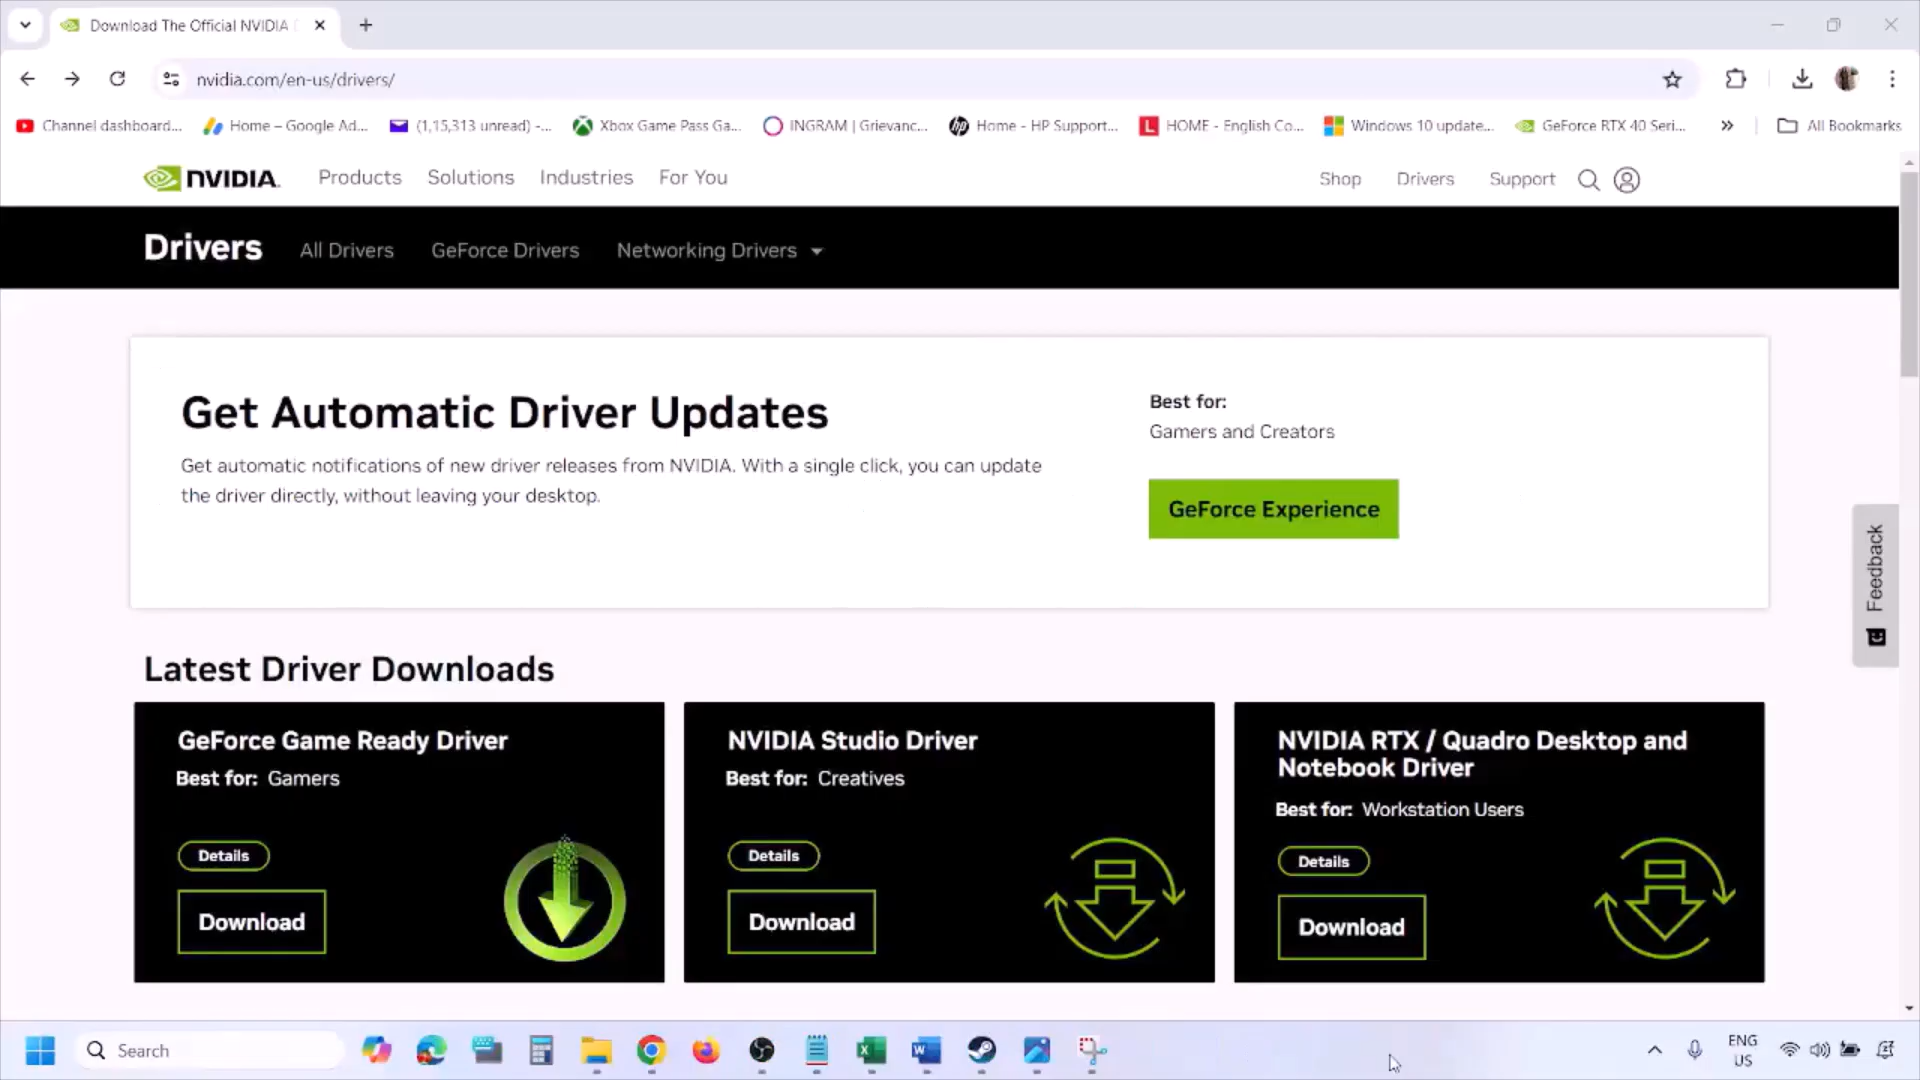 Download The Official NVIDIA
nvidia.com/en-us/drivers/
Channel dashboard...
Home – Google Ad...
(1,15,313 unread) -...
Xbox Game Pass Ga...
INGRAM | Grievanc...
Home - HP Support...
HOME - English Co...
Windows 10 update...
GeForce RTX 40 Seri...
All Bookmarks
NVIDIA.
Products
Solutions
Industries
For You
Shop
Drivers
Support
Drivers
All Drivers
GeForce Drivers
Networking Drivers
Get Automatic Driver Updates
Get automatic notifications of new driver releases from NVIDIA. With a single click, you can update
the driver directly, without leaving your desktop.
Best for:
Gamers and Creators
GeForce Experience
Feedback
Latest Driver Downloads
GeForce Game Ready Driver
Best for: Gamers
Details
Download
NVIDIA Studio Driver
Best for: Creatives
Details
Download
NVIDIA RTX / Quadro Desktop and
Notebook Driver
Best for: Workstation Users
Details
Download
Search
ENG
US